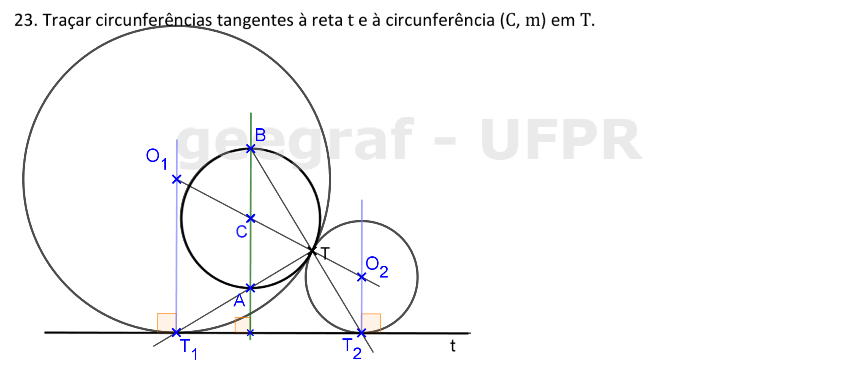 23. Traçar circunferências tangentes à reta t e à circunferência (C, m) em T.
geegraf - UFPR
B
O₁
C
T
O₂
A
T₁
T₂
t